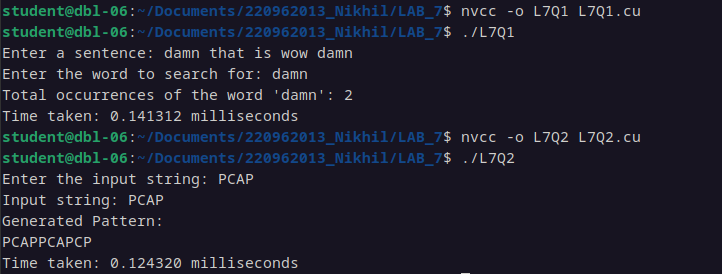 student@dbl-06:~/Documents/220962013_Nikhil/LAB_7$ nvcc -o L7Q1 L7Q1.cu
student@dbl-06:~/Documents/220962013_Nikhil/LAB_7$ ./L7Q1
Enter a sentence: damn that is wow damn
Enter the word to search for: damn
Total occurrences of the word 'damn': 2
Time taken: 0.141312 milliseconds
student@dbl-06:~/Documents/220962013_Nikhil/LAB_7$ nvcc -o L7Q2 L7Q2.cu
student@dbl-06:~/Documents/220962013_Nikhil/LAB_7$ ./L7Q2
Enter the input string: PCAP
Input string: PCAP
Generated Pattern:
PCAPPCAPCP
Time taken: 0.124320 milliseconds